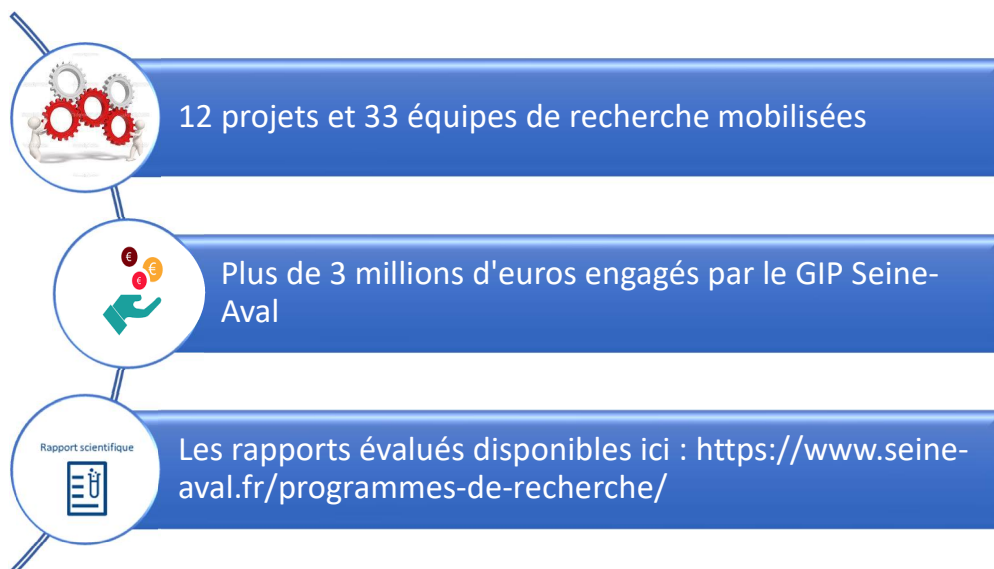 12 projets et 33 équipes de recherche mobilisées
€
€
€
Plus de 3 millions d'euros engagés par le GIP Seine-
Aval
Rapport scientifique
Les rapports évalués disponibles ici : https://www.seine-
aval.fr/programmes-de-recherche/